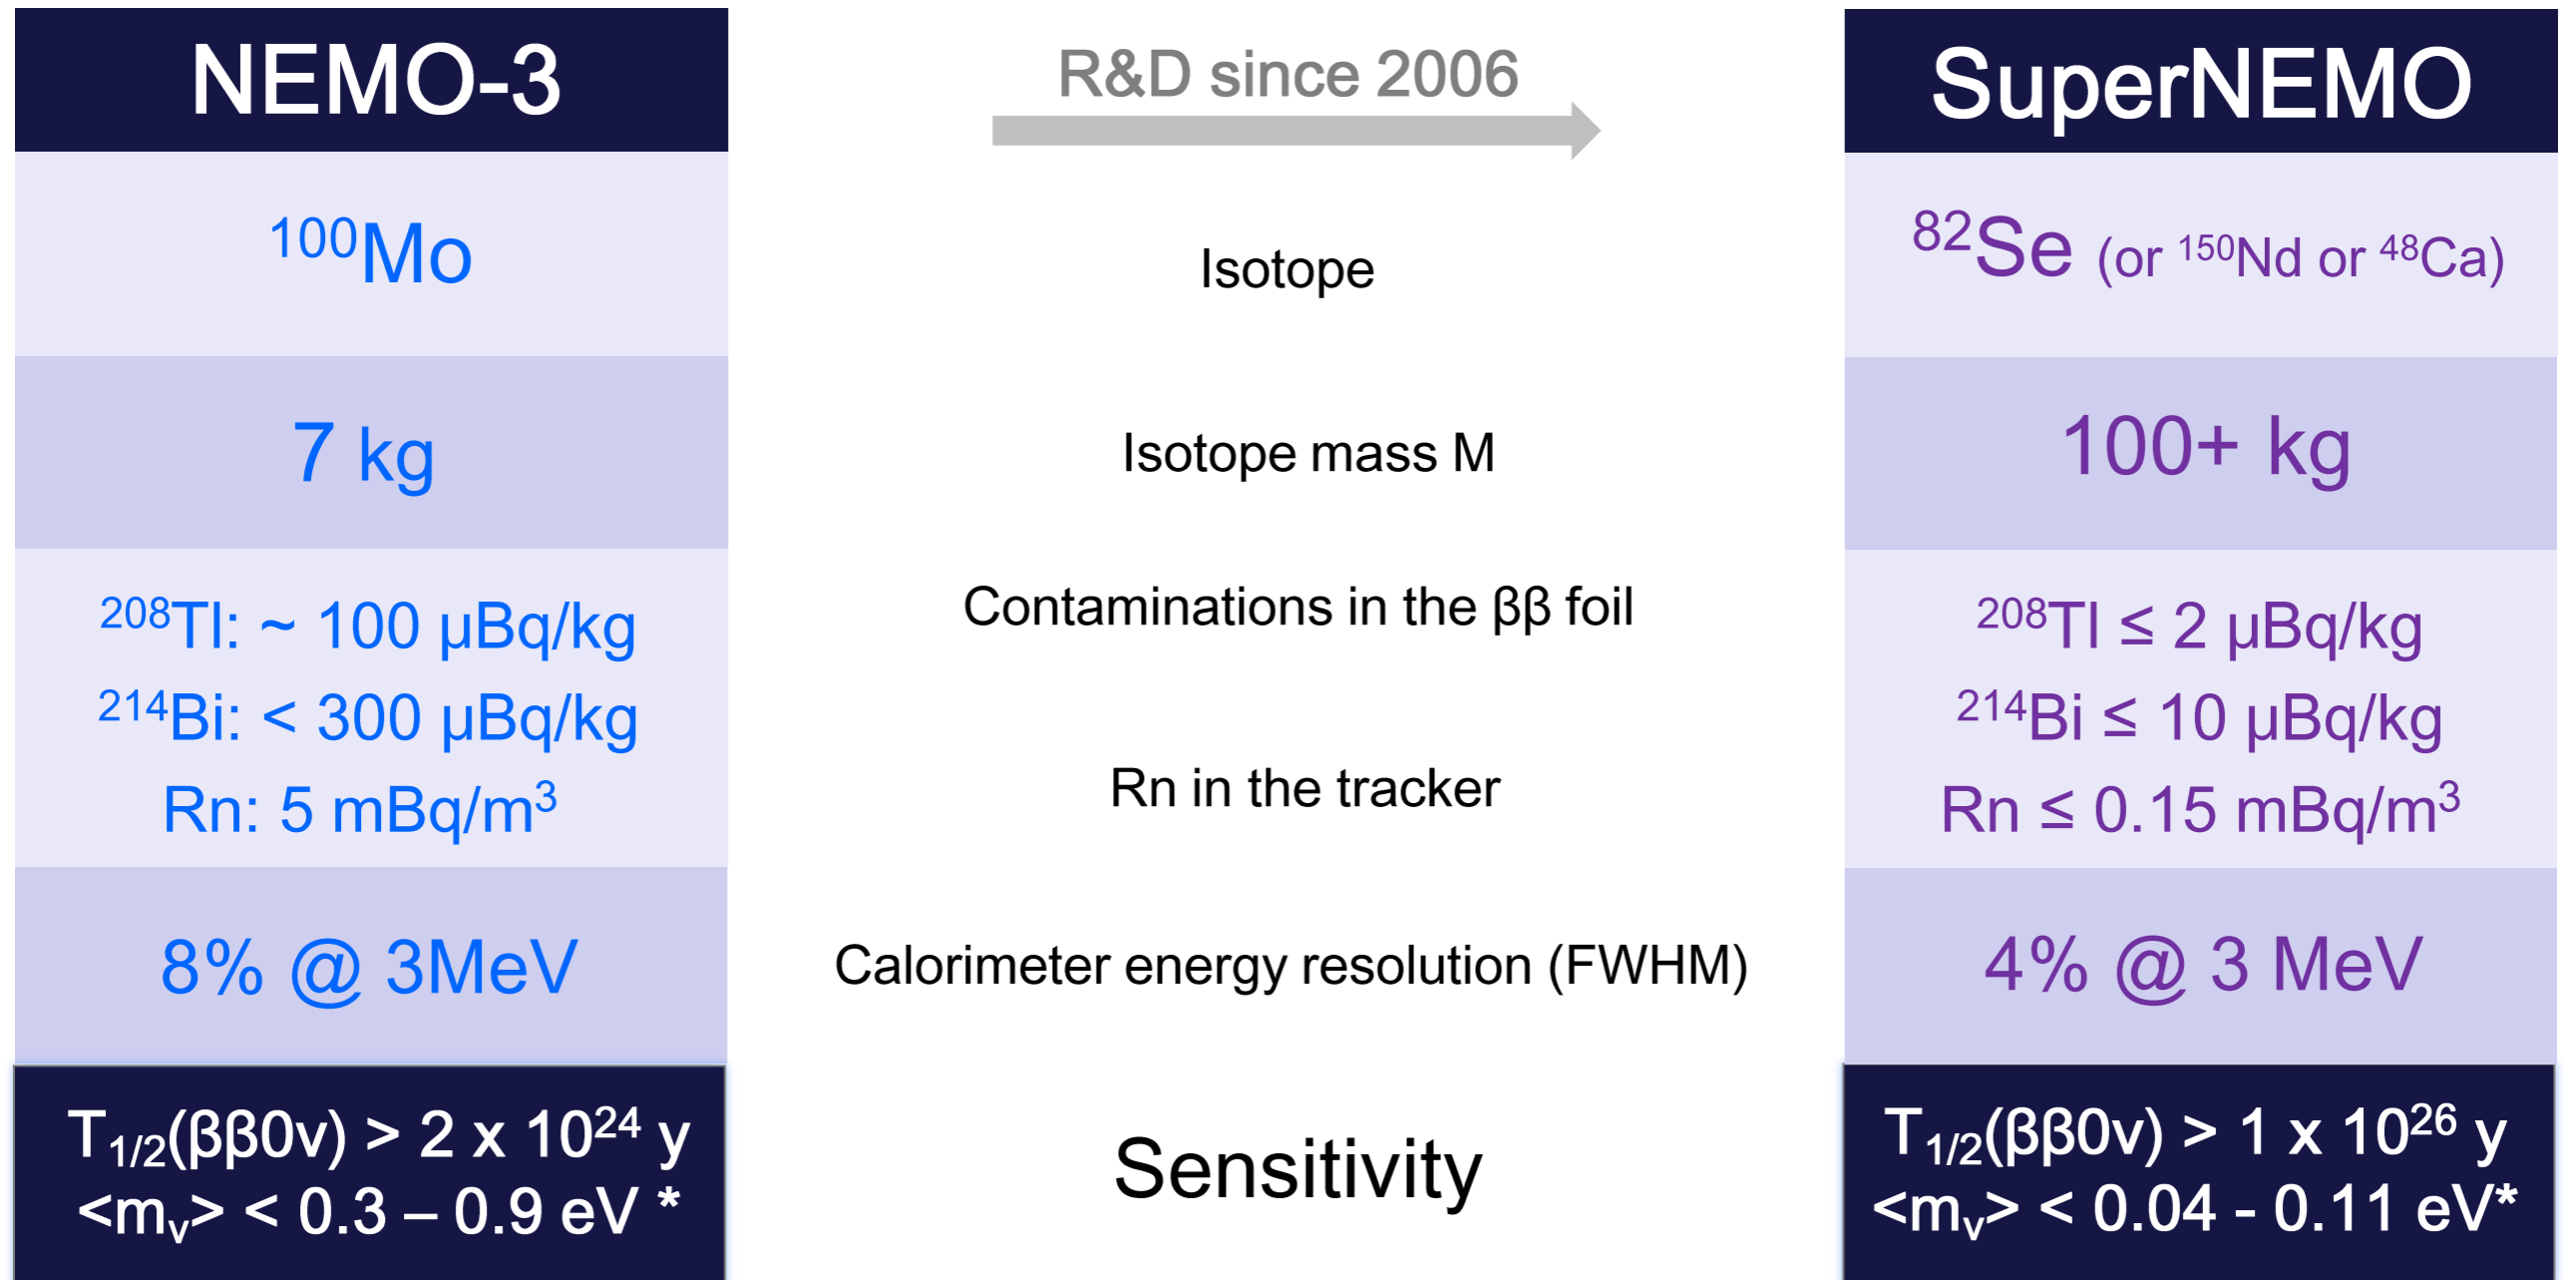 NEMO-3
R&D since 2006
SuperNEMO
¹⁰⁰Mo
Isotope
⁸²Se (or ¹⁵⁰Nd or ⁴⁸Ca)
7 kg
Isotope mass M
100+ kg
²⁰⁸Tl: ~ 100 μBq/kg
²¹⁴Bi: < 300 μBq/kg
Rn: 5 mBq/m³
Contaminations in the ββ foil
Rn in the tracker
²⁰⁸Tl ≤ 2 μBq/kg
²¹⁴Bi ≤ 10 μBq/kg
Rn ≤ 0.15 mBq/m³
8% @ 3MeV
Calorimeter energy resolution (FWHM)
4% @ 3 MeV
T₁/₂(ββ0ν) > 2 x 10²⁴ y
<mᵥ> < 0.3 – 0.9 eV *
Sensitivity
T₁/₂(ββ0ν) > 1 x 10²⁶ y
<mᵥ> < 0.04 - 0.11 eV*